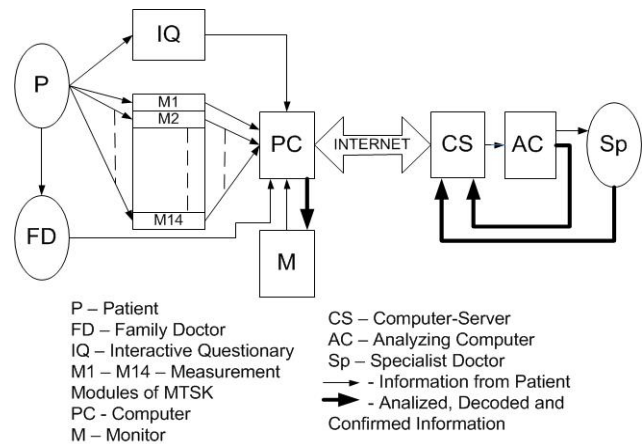 IQ
P
M1
M2
M14
PC
INTERNET
CS
AC
Sp
FD
M
P – Patient
FD – Family Doctor
IQ – Interactive Questionary
M1 – M14 – Measurement
Modules of MTSK
PC - Computer
M – Monitor
CS – Computer-Server
AC – Analyzing Computer
Sp – Specialist Doctor
- Information from Patient
- Analized, Decoded and
Confirmed Information